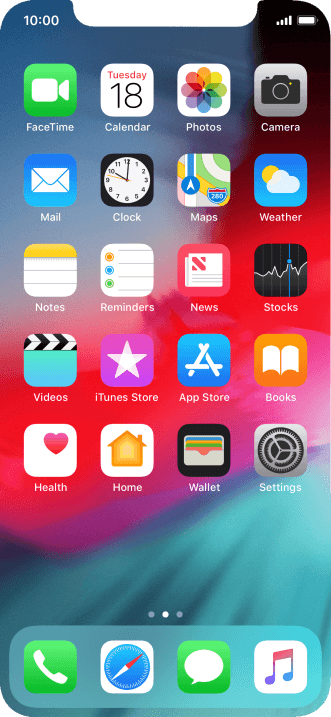 10:00
Tuesday
18
FaceTime Calendar Photos Camera
280
Mail Clock Maps Weather
Notes Reminders News Stocks
Videos iTunes Store App Store Books
Health Home Wallet Settings